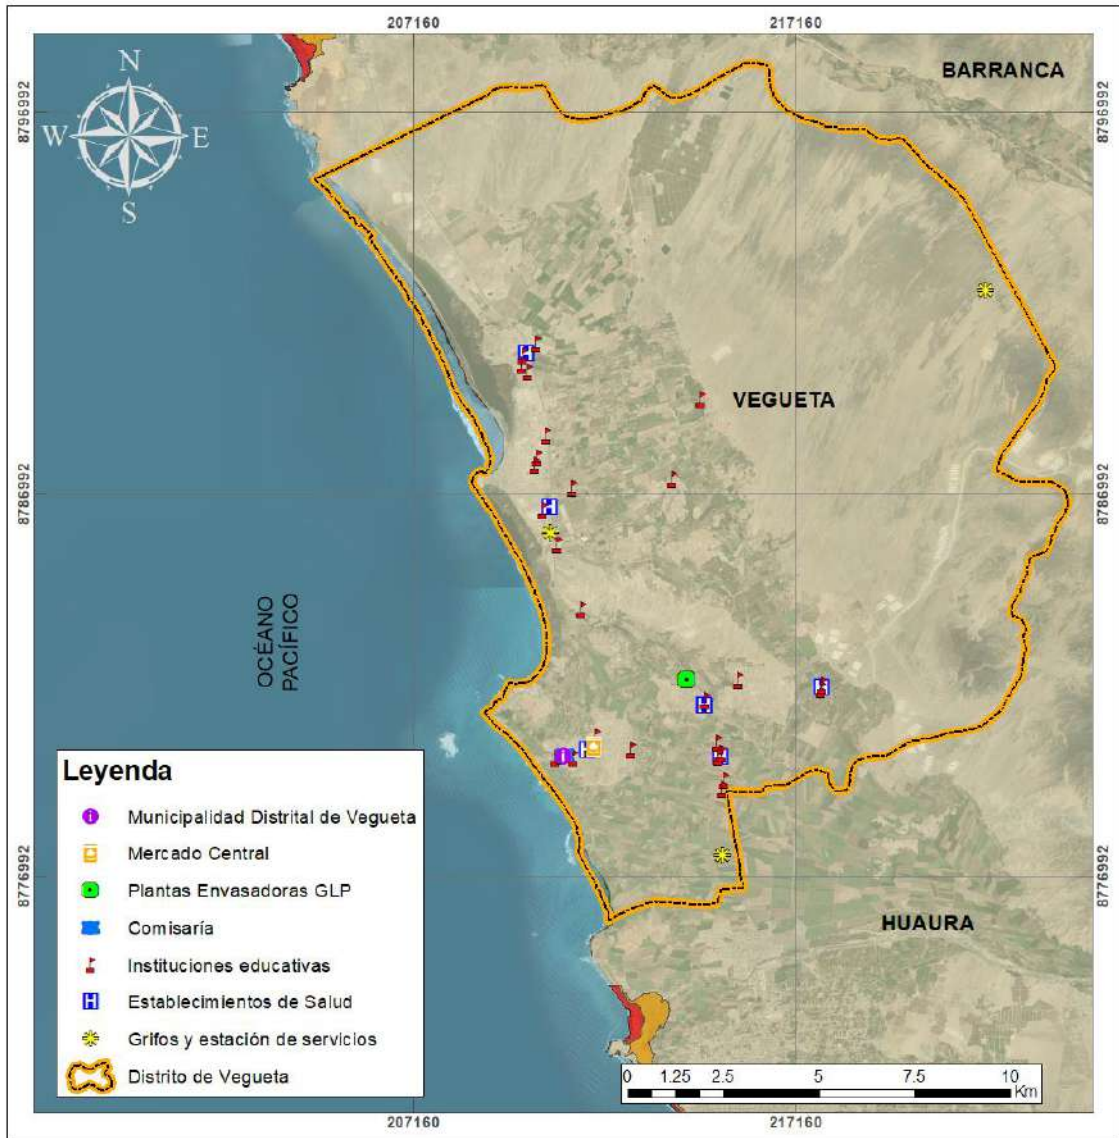 207160
217160
N
BARRANCA
8796992
8796992
W
E
S
VEGUETA
8786992
8786992
OCÉANO
PACÍFICO
Leyenda
Municipalidad Distrital de Vegueta
Mercado Central
Plantas Envasadoras GLP
Comisaría
Instituciones educativas
Establecimientos de Salud
Grifos y estación de servicios
Distrito de Vegueta
8776992
8776992
HUAURA
0 1.25 2.5 5 7.5 10
Km
207160
217160